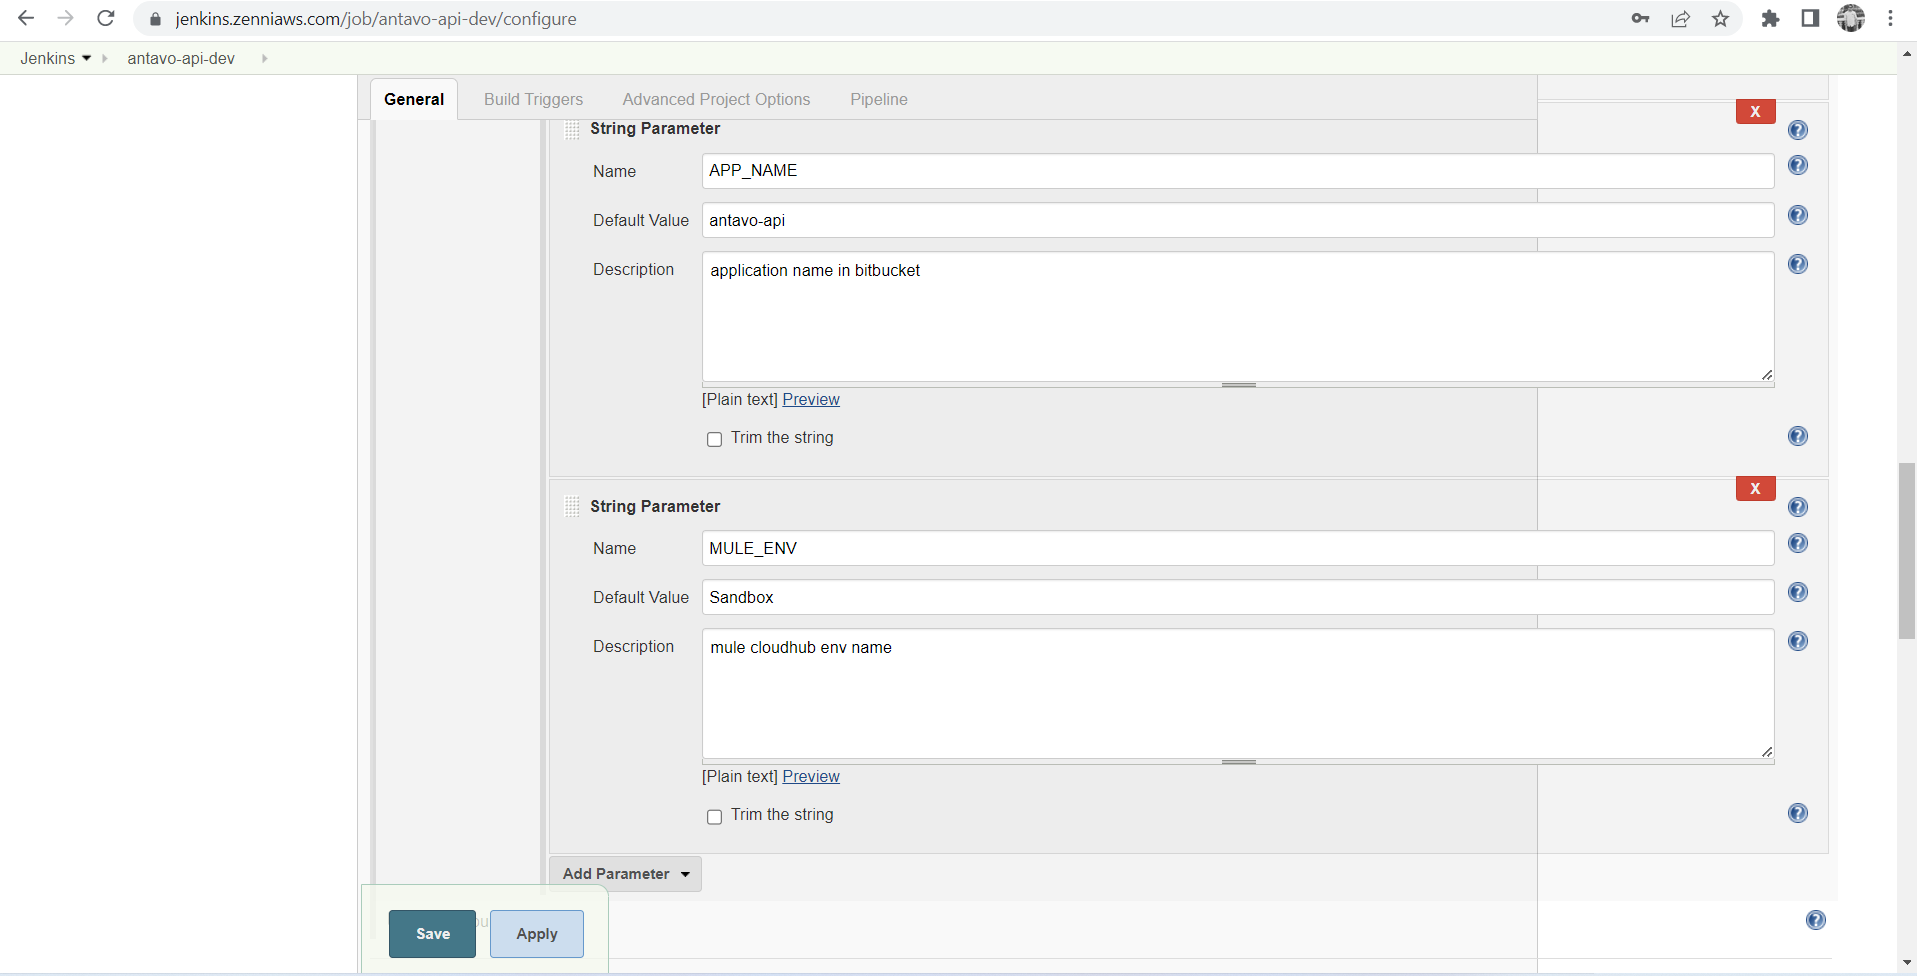 jenkins.zenniaws.com/job/antavo-api-dev/configure
Jenkins antavo-api-dev
General Build Triggers Advanced Project Options Pipeline
String Parameter
X
Name APP_NAME
Default Value antavo-api
Description application name in bitbucket
[Plain text] Preview
Trim the string
X
String Parameter
Name MULE_ENV
Default Value Sandbox
Description mule cloudhub env name
[Plain text] Preview
Trim the string
Add Parameter
Save Apply